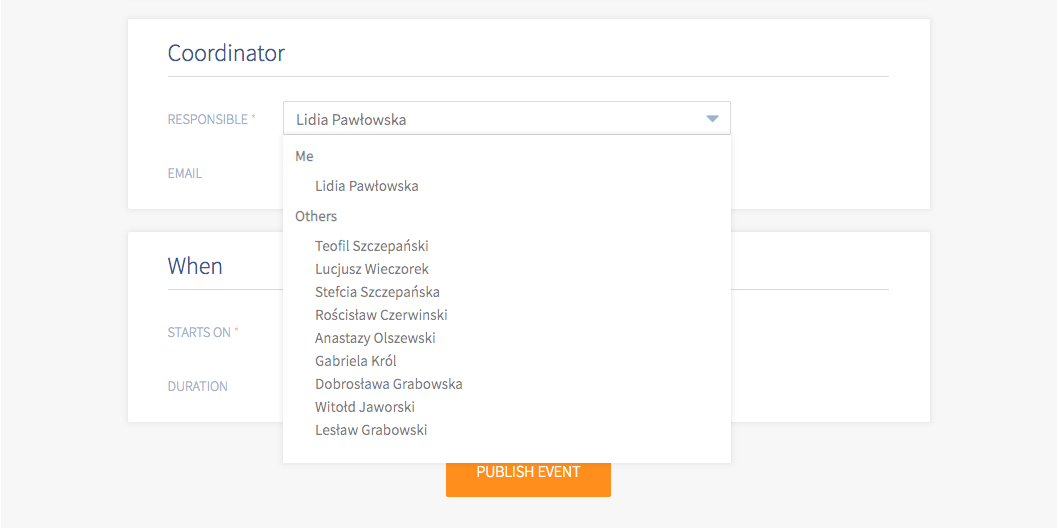 Coordinator
RESPONSIBLE *
Lidia Pawłowska
Me
EMAIL
Lidia Pawłowska
Others
Teofil Szczepański
When
Lucjusz Wieczorek
Stefcia Szczepańska
Rościsław Czerwinski
STARTS ON *
Anastazy Olszewski
Gabriela Król
DURATION
Dobrosława Grabowska
Witołd Jaworski
Lesław Grabowski
PUBLISH EVENT